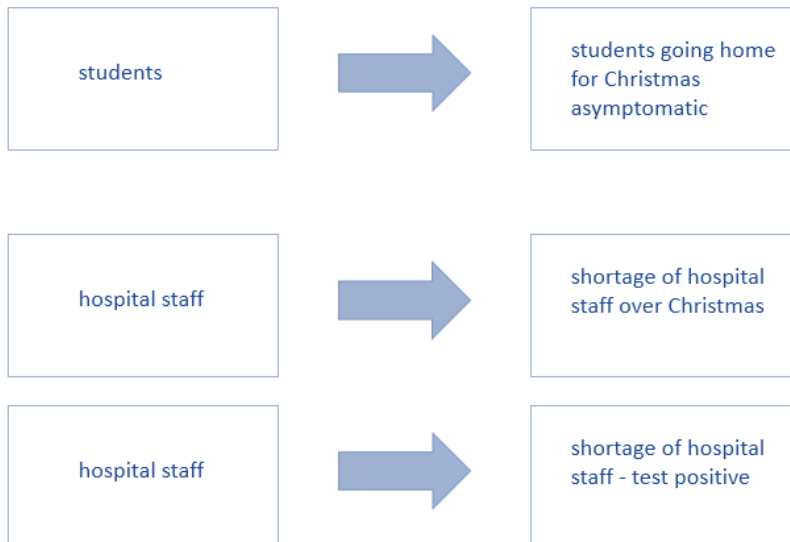 students
students going home
for Christmas
asymptomatic
hospital staff
shortage of hospital
staff over Christmas
hospital staff
shortage of hospital
staff - test positive